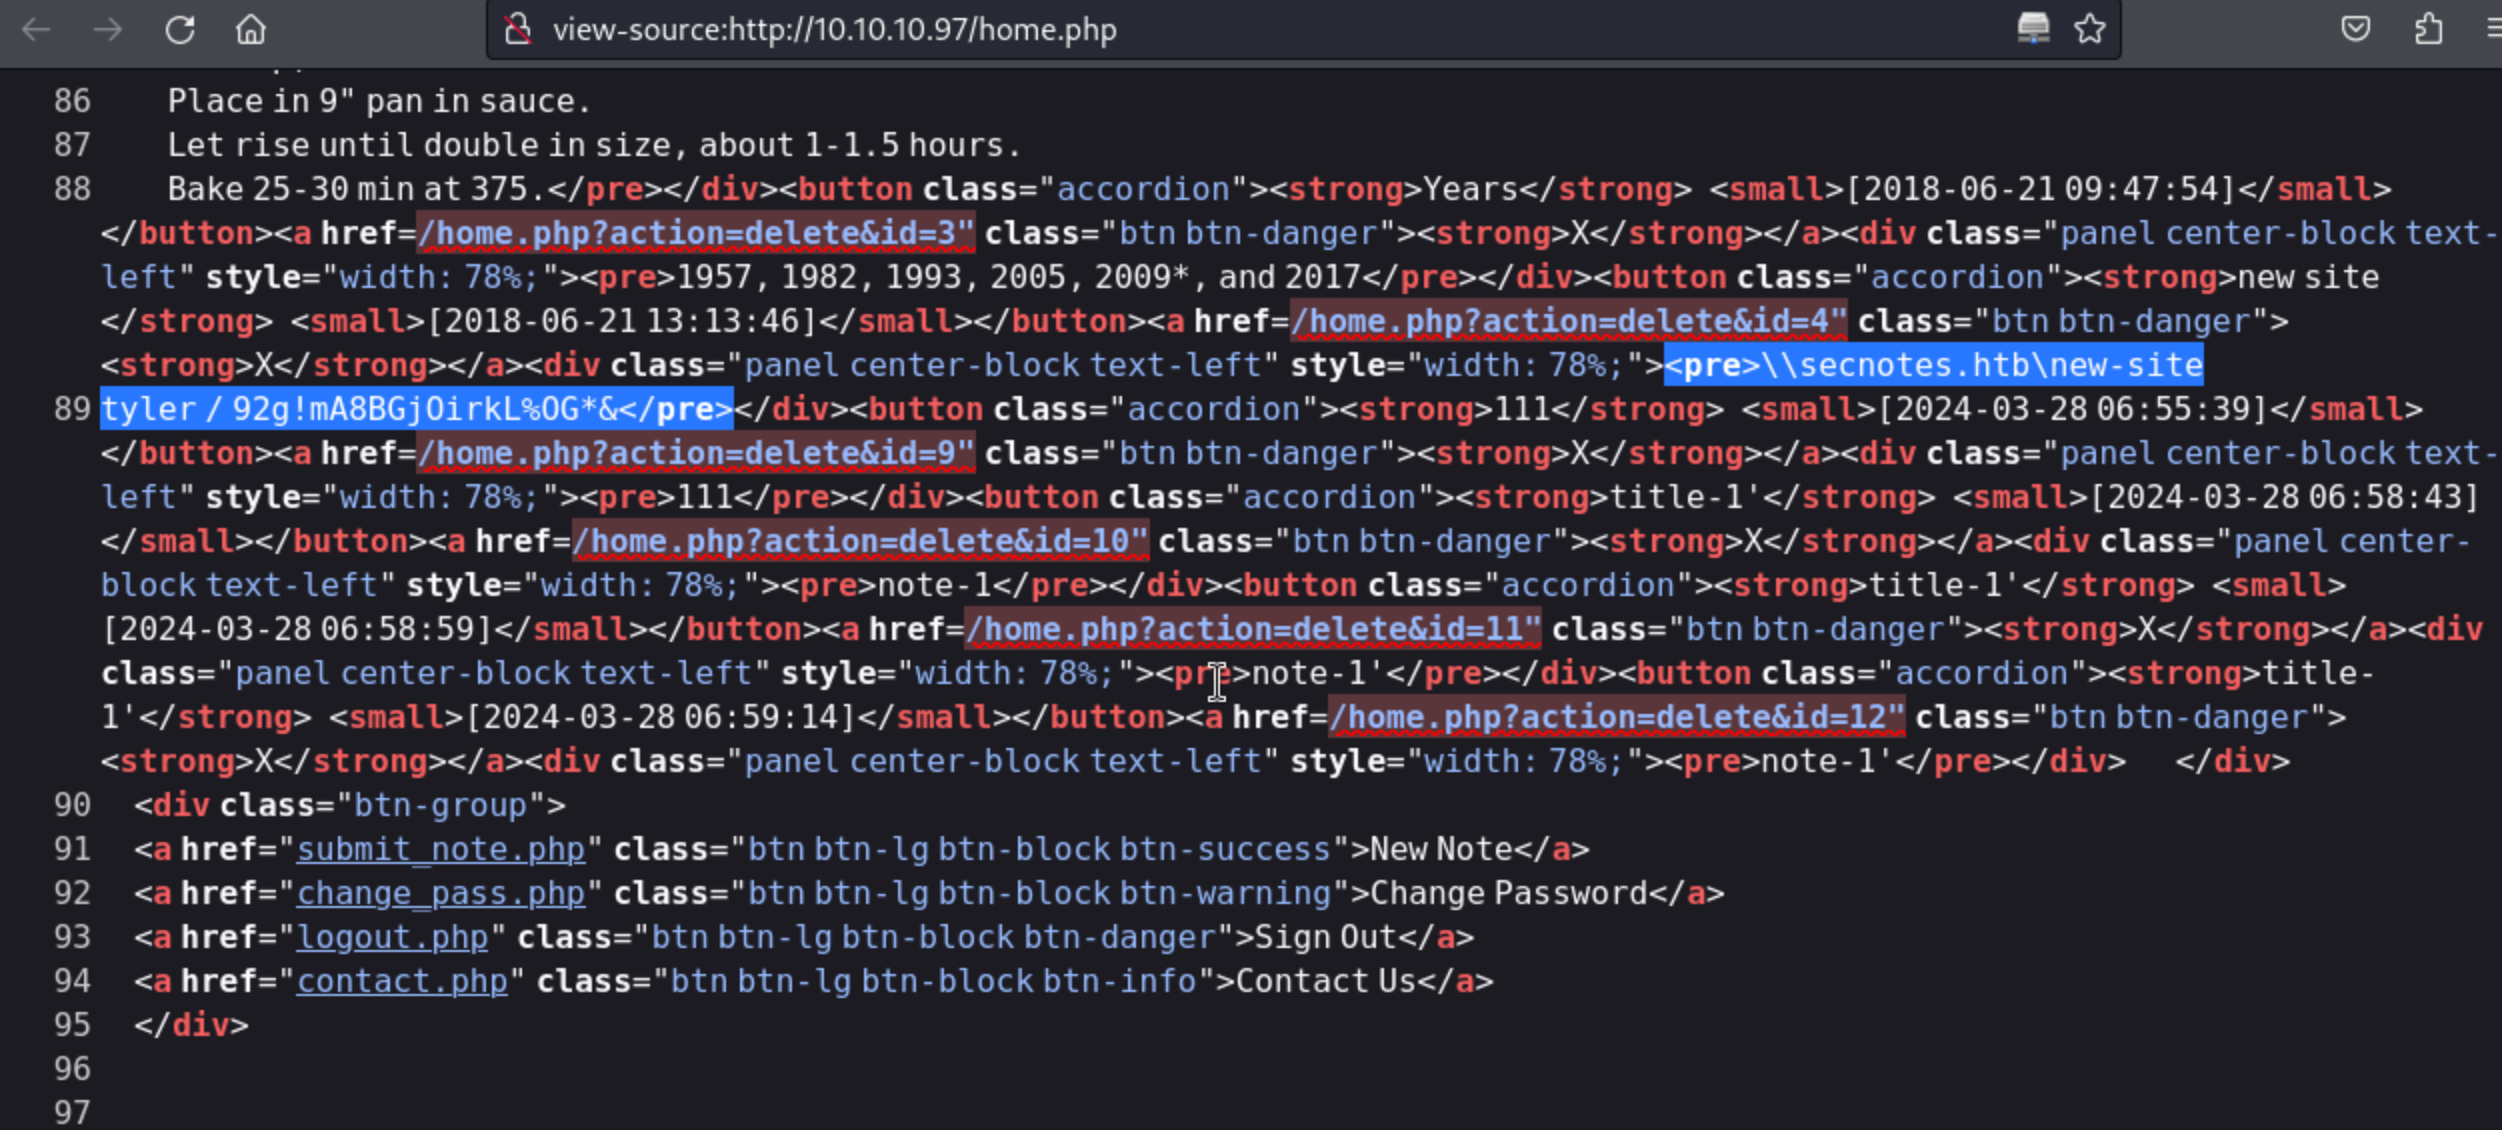 view-source:http://10.10.10.97/home.php
86 Place in 9" pan in sauce.
87 Let rise until double in size, about 1-1.5 hours.
88 Bake 25-30 min at 375.</pre></div><button class="accordion"><strong>Years</strong> <small>[2018-06-21 09:47:54]</small>
</button><a href=/home.php?action=delete&id=3" class="btn btn-danger"><strong>X</strong></a><div class="panel center-block text-
left" style="width: 78%;"><pre>1957, 1982, 1993, 2005, 2009*, and 2017</pre></div><button class="accordion"><strong>new site
</strong> <small>[2018-06-21 13:13:46]</small></button><a href=/home.php?action=delete&id=4" class="btn btn-danger">
<strong>X</strong></a><div class="panel center-block text-left" style="width: 78%;"><pre>\\secnotes.htb\new-site
89 tyler / 92g!mA8BGjOirkL%OG*&</pre></div><button class="accordion"><strong>111</strong> <small>[2024-03-28 06:55:39]</small>
</button><a href=/home.php?action=delete&id=9" class="btn btn-danger"><strong>X</strong></a><div class="panel center-block text-
left" style="width: 78%;"><pre>111</pre></div><button class="accordion"><strong>title-1'</strong> <small>[2024-03-28 06:58:43]
</small></button><a href=/home.php?action=delete&id=10" class="btn btn-danger"><strong>X</strong></a><div class="panel center-
block text-left" style="width: 78%;"><pre>note-1</pre></div><button class="accordion"><strong>title-1'</strong> <small>
[2024-03-28 06:58:59]</small></button><a href=/home.php?action=delete&id=11" class="btn btn-danger"><strong>X</strong></a><div
class="panel center-block text-left" style="width: 78%;"><pre>note-1'</pre></div><button class="accordion"><strong>title-
1'</strong> <small>[2024-03-28 06:59:14]</small></button><a href=/home.php?action=delete&id=12" class="btn btn-danger">
<strong>X</strong></a><div class="panel center-block text-left" style="width: 78%;"><pre>note-1'</pre></div> </div>
90 <div class="btn-group">
91 <a href="submit_note.php" class="btn btn-lg btn-block btn-success">New Note</a>
92 <a href="change_pass.php" class="btn btn-lg btn-block btn-warning">Change Password</a>
93 <a href="logout.php" class="btn btn-lg btn-block btn-danger">Sign Out</a>
94 <a href="contact.php" class="btn btn-lg btn-block btn-info">Contact Us</a>
95 </div>
96
97